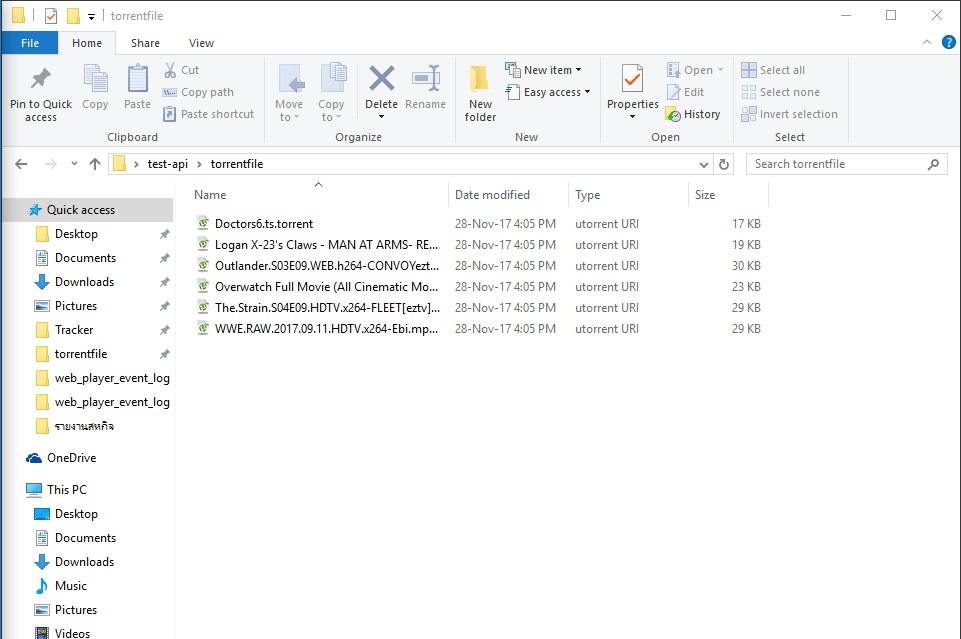 torrentfile
File Home Share View
Pin to Quick access
Copy
Paste
Cut
Copy path
Paste shortcut
Clipboard
Move to
Copy to
Delete
Rename
Organize
New folder
New item
Easy access
New
Properties
Open
Edit
History
Open
Select all
Select none
Invert selection
Select
test-api > torrentfile
Search torrentfile
Name Date modified Type Size
Doctors6.ts.torrent 28-Nov-17 4:05 PM utorrent URI 17 KB
Logan X-23's Claws - MAN AT ARMS- RE... 28-Nov-17 4:05 PM utorrent URI 19 KB
Outlander.S03E09.WEB.h264-CONVOYezt... 28-Nov-17 4:05 PM utorrent URI 30 KB
Overwatch Full Movie (All Cinematic Mo... 28-Nov-17 4:05 PM utorrent URI 23 KB
The.Strain.S04E09.HDTV.x264-FLEET[eztv]... 28-Nov-17 4:05 PM utorrent URI 29 KB
WWE.RAW.2017.09.11.HDTV.x264-Ebi.mp... 28-Nov-17 4:05 PM utorrent URI 29 KB
Quick access
Desktop
Documents
Downloads
Pictures
Tracker
torrentfile
web_player_event_log
web_player_event_log
รายงานสหกิจ
OneDrive
This PC
Desktop
Documents
Downloads
Music
Pictures
Videos